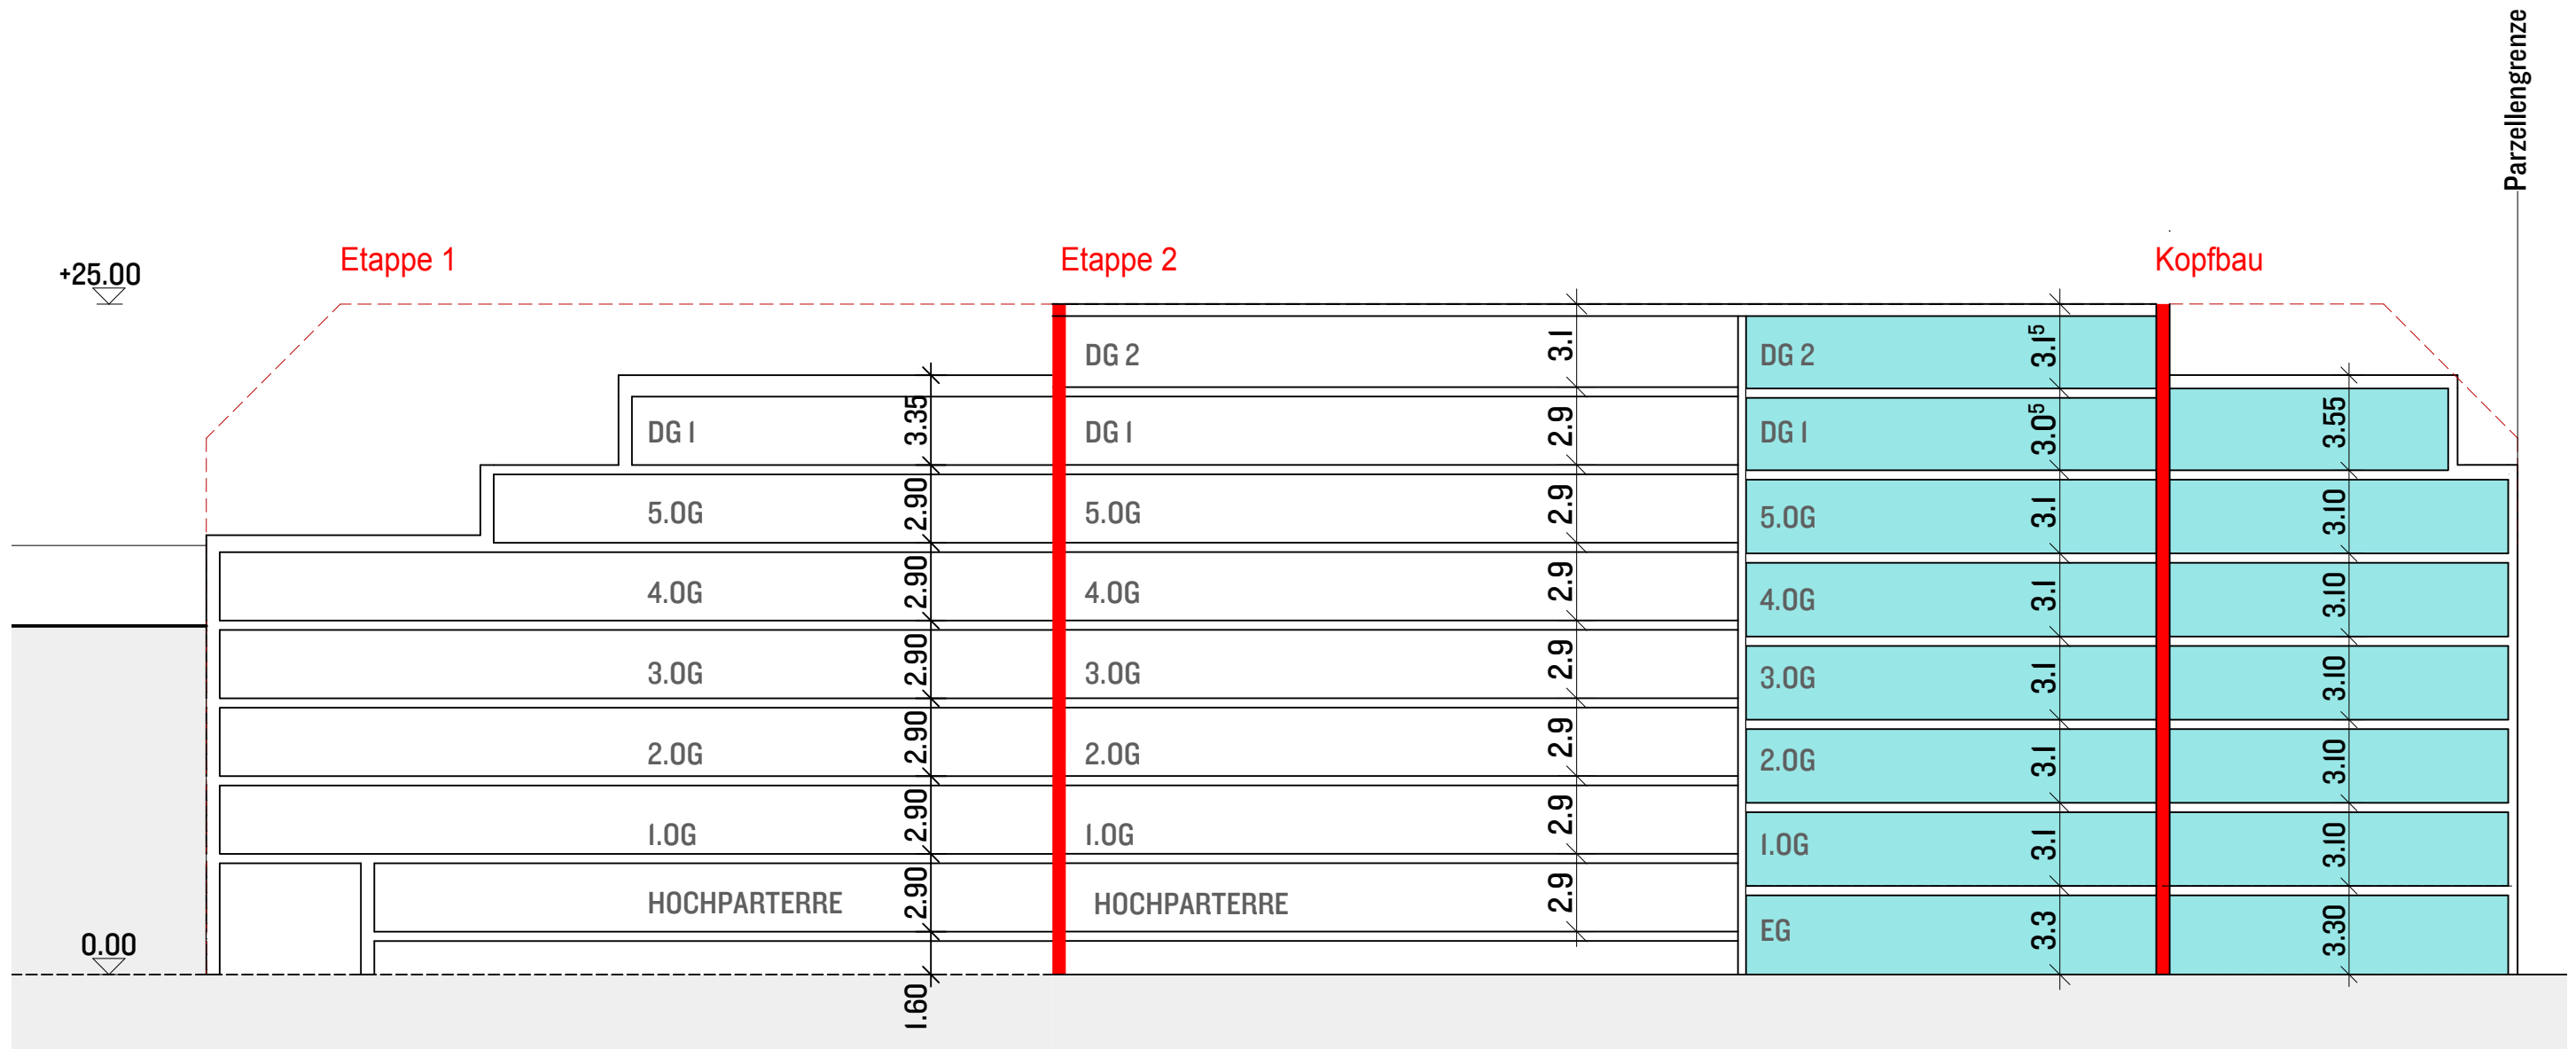 Parzellengrenze
Etappe 1
Etappe 2
Kopfbau
+25.00
DG 2
3.1
DG 2
3.1⁵
DG 1
3.35
DG 1
2.9
DG 1
3.0⁵
3.55
5.OG
2.90
5.OG
2.9
5.OG
3.1
3.10
4.OG
2.90
4.OG
2.9
4.OG
3.1
3.10
3.OG
2.90
3.OG
2.9
3.OG
3.1
3.10
2.OG
2.90
2.OG
2.9
2.OG
3.1
3.10
1.OG
2.90
1.OG
2.9
1.OG
3.1
3.10
HOCHPARTERRE
2.90
HOCHPARTERRE
2.9
EG
3.3
3.30
0.00
1.60